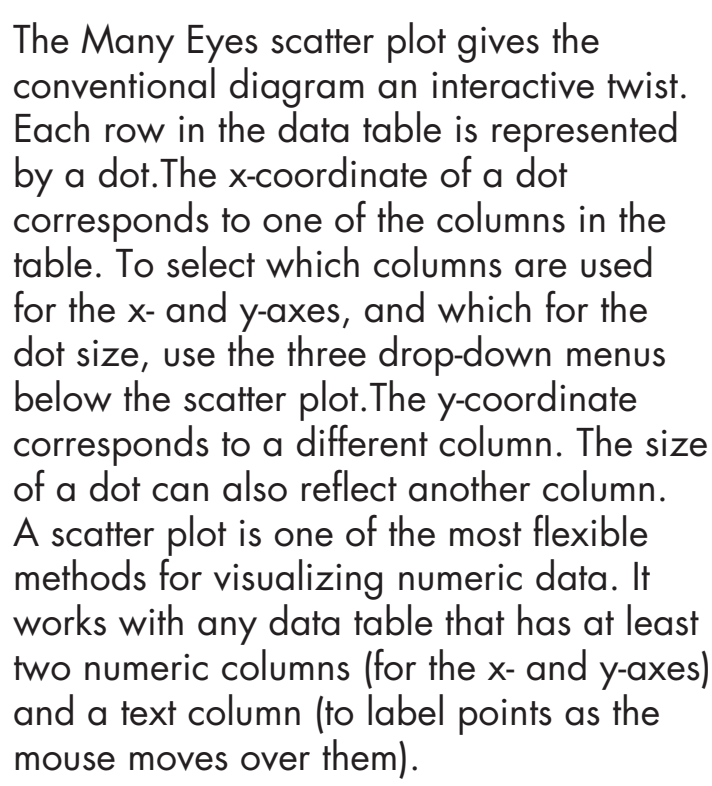 The Many Eyes scatter plot gives the
conventional diagram an interactive twist.
Each row in the data table is represented
by a dot.The x-coordinate of a dot
corresponds to one of the columns in the
table. To select which columns are used
for the x- and y-axes, and which for the
dot size, use the three drop-down menus
below the scatter plot.The y-coordinate
corresponds to a different column. The size
of a dot can also reflect another column.
A scatter plot is one of the most flexible
methods for visualizing numeric data. It
works with any data table that has at least
two numeric columns (for the x- and y-axes)
and a text column (to label points as the
mouse moves over them).